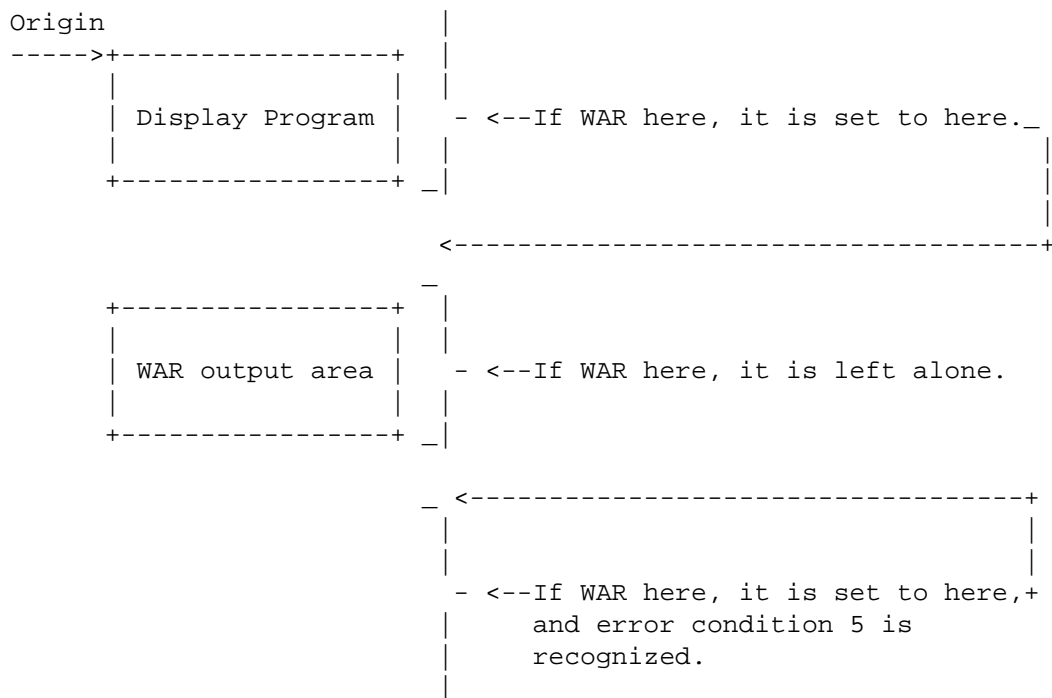 Origin
Display Program
- <--If WAR here, it is set to here._
WAR output area
- <--If WAR here, it is left alone.
- <--If WAR here, it is set to here,+
and error condition 5 is
recognized.